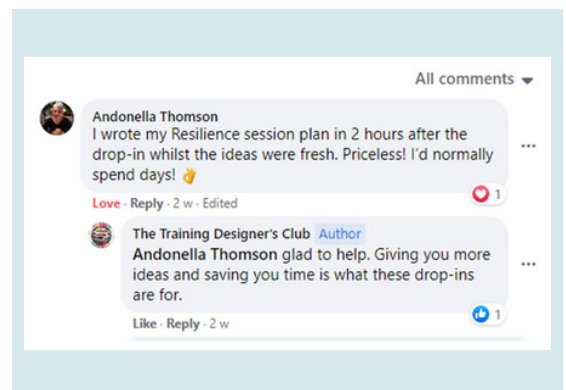 All comments
Andonella Thomson
I wrote my Resilience session plan in 2 hours after the
drop-in whilst the ideas were fresh. Priceless! I'd normally
spend days! 👌
1
Love · Reply · 2 w · Edited
The Training Designer's Club Author
Andonella Thomson glad to help. Giving you more
ideas and saving you time is what these drop-ins
are for.
1
Like · Reply · 2 w